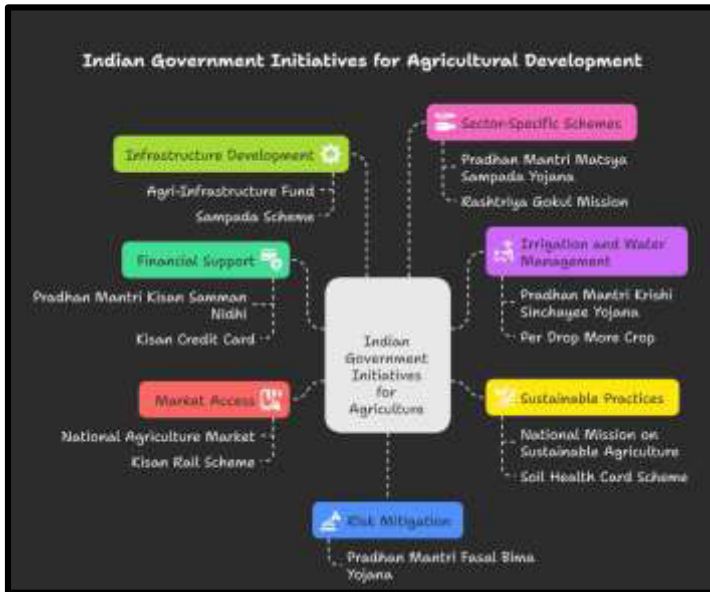 Indian Government Initiatives for Agricultural Development
Infrastructure Development
Agri-Infrastructure Fund
Sampada Scheme
Financial Support
Pradhan Mantri Kisan Samman
Nidhi
Kisan Credit Card
Market Access
National Agriculture Market
Kisan Rail Scheme
Indian
Government
Initiatives
for
Agriculture
Sector-Specific Schemes
Pradhan Mantri Matsya
Sampada Yojana
Rashtriya Gokul Mission
Irrigation and Water
Management
Pradhan Mantri Krishi
Sinchayee Yojana
Per Drop More Crop
Sustainable Practices
National Mission on
Sustainable Agriculture
Soil Health Card Scheme
Risk Mitigation
Pradhan Mantri Fasal Bima
Yojana